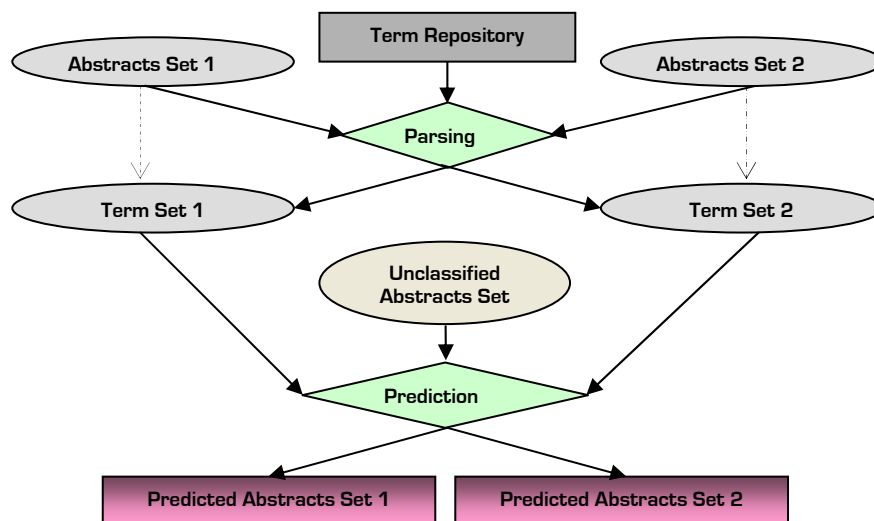 Term Repository
Abstracts Set 1
Abstracts Set 2
Parsing
Term Set 1
Term Set 2
Unclassified
Abstracts Set
Prediction
Predicted Abstracts Set 1
Predicted Abstracts Set 2